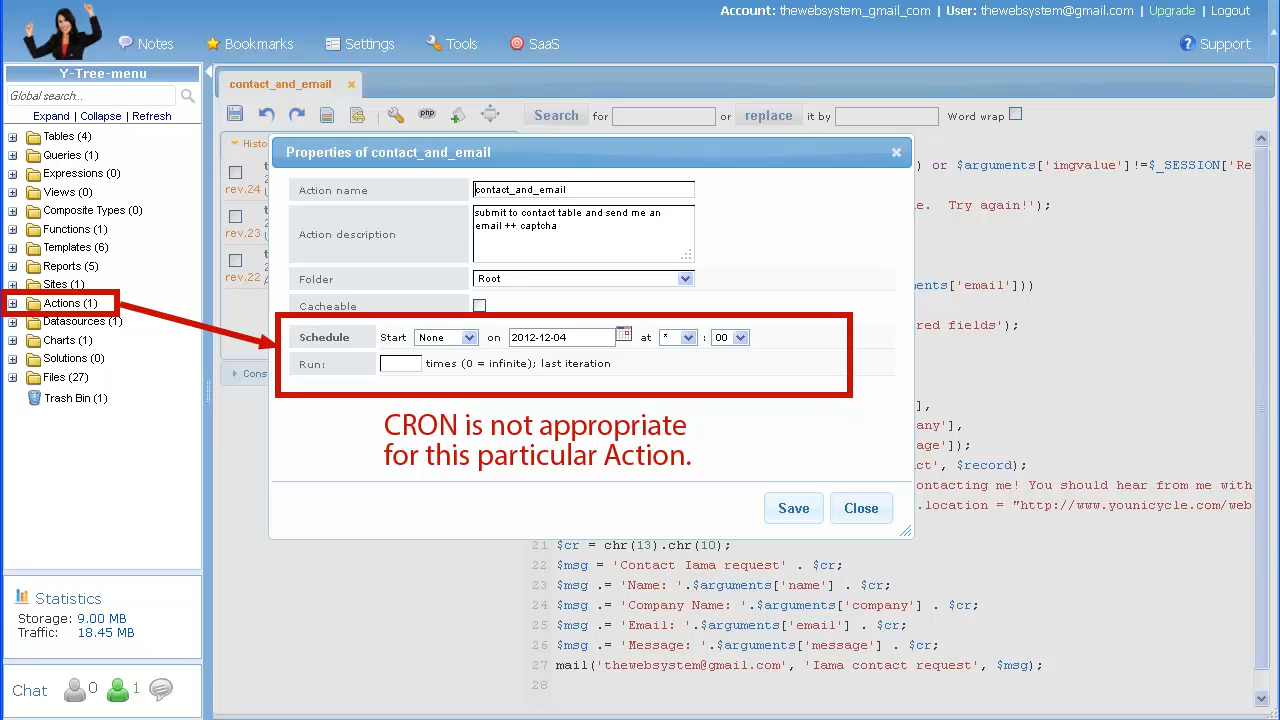 Account: thewebsystem_gmail_com | User: thewebsystem@gmail.com | Upgrade | Logout
Notes Bookmarks Settings Tools SaaS Support
Y-Tree-menu
Global search...
Expand | Collapse | Refresh
Tables (4)
Queries (1)
Expressions (0)
Views (0)
Composite Types (0)
Functions (1)
Templates (6)
Reports (5)
Sites (1)
Actions (1)
Datasources (1)
Charts (1)
Solutions (0)
Files (27)
Trash Bin (1)
Statistics
Storage: 9.00 MB
Traffic: 18.45 MB
Chat 0 1
contact_and_email
php Search for or replace it by Word wrap
Histo
rev.24
rev.23
rev.22
Cons
Properties of contact_and_email
Action name contact_and_email
Action description submit to contact table and send me an
email ++ captcha
Folder Root
Cacheable
Schedule Start None on 2012-12-04 at * : 00
Run: times (0 = infinite); last iteration
CRON is not appropriate
for this particular Action.
Save Close
) or $arguments['imgvalue']!=$_SESSION['Re
e. Try again!');
ments['email']))
red fields');
],
any'],
age']);
ct', $record);
ontacting me! You should hear from me with
.location = "http://www.younicycle.com/web
21 $cr = chr(13).chr(10);
22 $msg = 'Contact Iama request' . $cr;
23 $msg .= 'Name: '.$arguments['name'] . $cr;
24 $msg .= 'Company Name: '.$arguments['company'] . $cr;
25 $msg .= 'Email: '.$arguments['email'] . $cr;
26 $msg .= 'Message: '.$arguments['message'] . $cr;
27 mail('thewebsystem@gmail.com', 'Iama contact request', $msg);
28